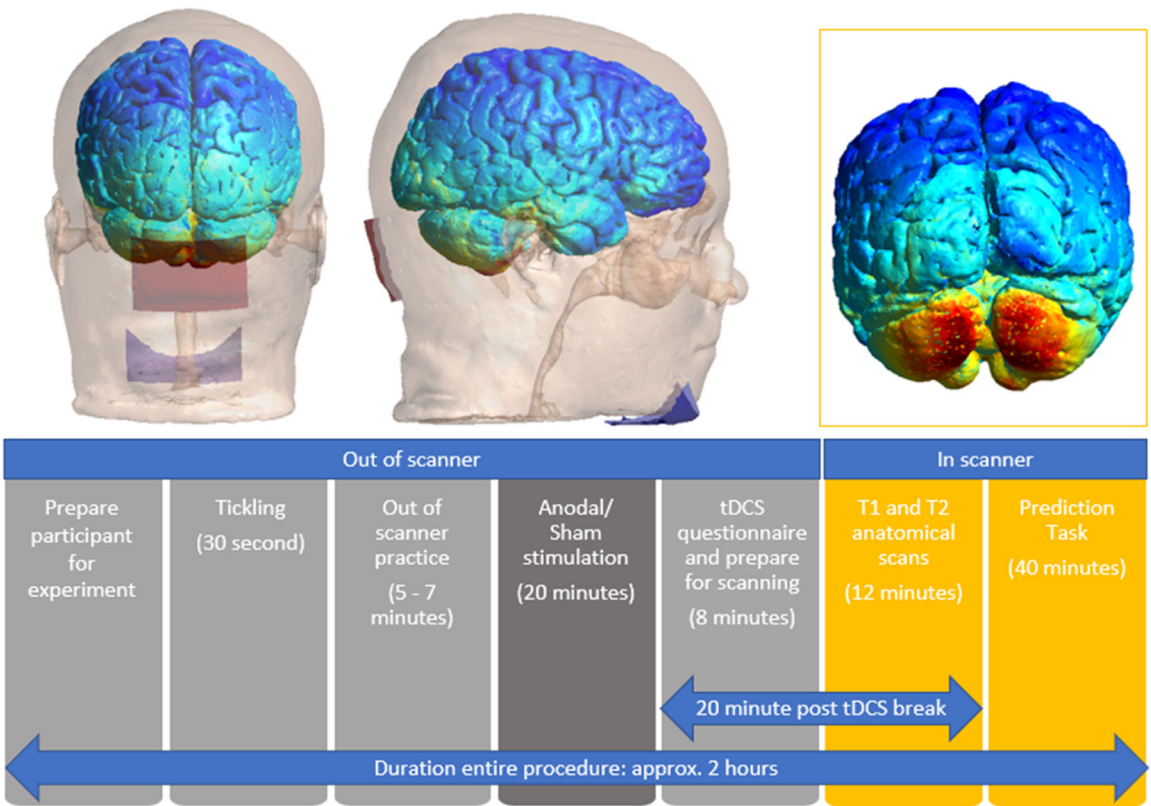 Out of scanner
In scanner
Prepare
participant
for
experiment
Tickling
(30 second)
Out of
scanner
practice
(5 - 7
minutes)
Anodal/
Sham
stimulation
(20 minutes)
tDCS
questionnaire
and prepare
for scanning
(8 minutes)
T1 and T2
anatomical
scans
(12 minutes)
Prediction
Task
(40 minutes)
20 minute post tDCS break
Duration entire procedure: approx. 2 hours